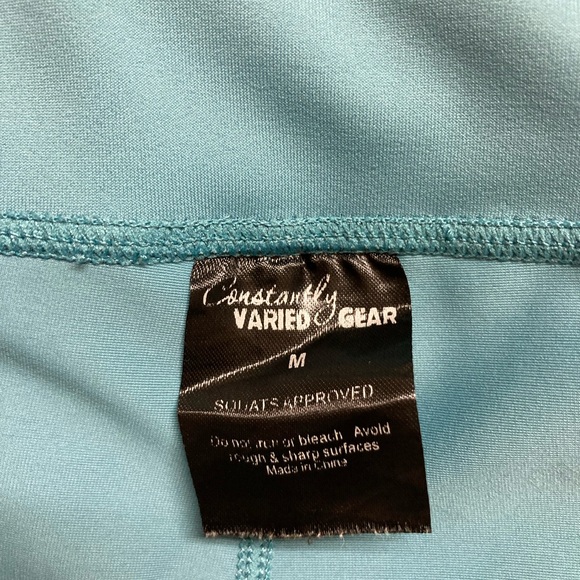 Constantly
VARIED GEAR
M
SQUATS APPROVED
Do not iron or bleach Avoid
rough & sharp surfaces
Made in China